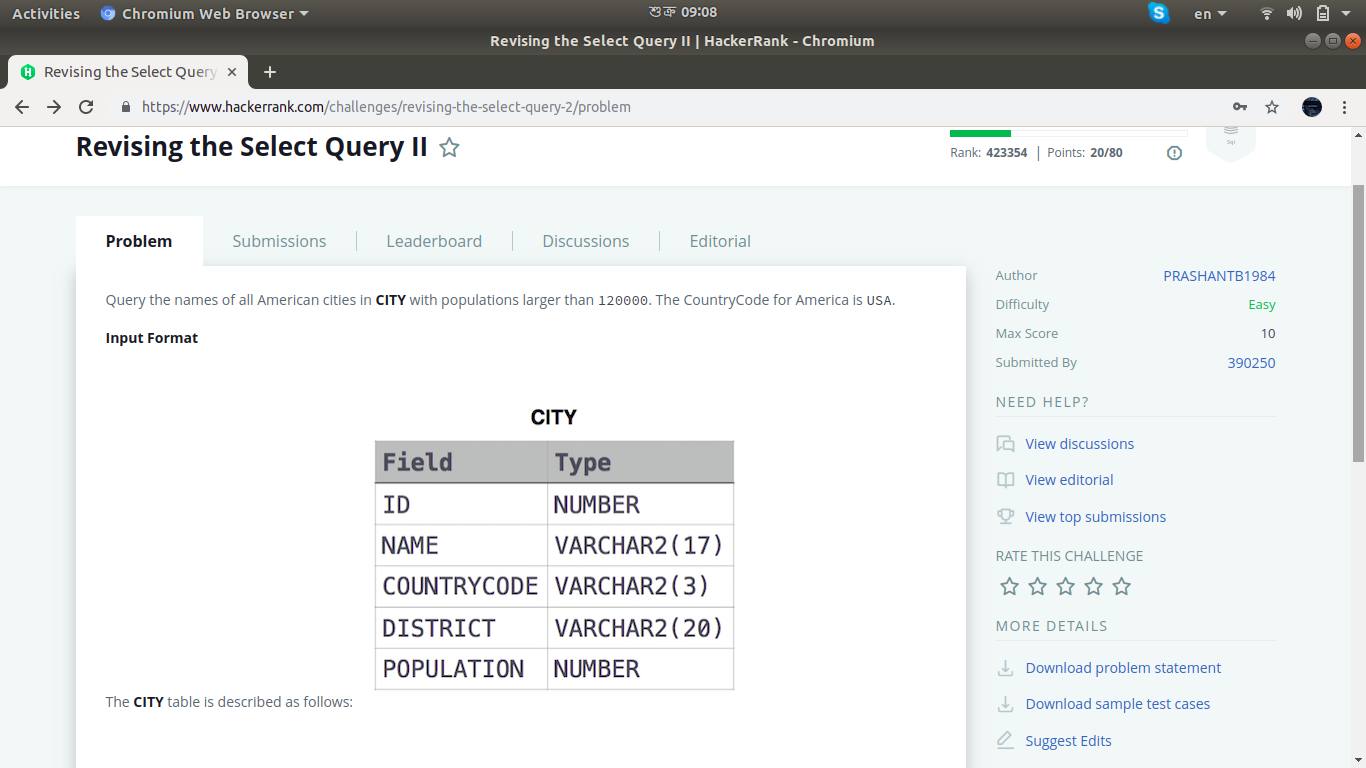 Activities Chromium Web Browser শুক্র 09:08 en
Revising the Select Query II | HackerRank - Chromium
Revising the Select Query
https://www.hackerrank.com/challenges/revising-the-select-query-2/problem
Revising the Select Query II
Rank: 423354 | Points: 20/80
Sql
Problem Submissions Leaderboard Discussions Editorial
Query the names of all American cities in CITY with populations larger than 120000. The CountryCode for America is USA.
Input Format
CITY
Field Type
ID NUMBER
NAME VARCHAR2(17)
COUNTRYCODE VARCHAR2(3)
DISTRICT VARCHAR2(20)
POPULATION NUMBER
The CITY table is described as follows:
Author PRASHANTB1984
Difficulty Easy
Max Score 10
Submitted By 390250
NEED HELP?
View discussions
View editorial
View top submissions
RATE THIS CHALLENGE
MORE DETAILS
Download problem statement
Download sample test cases
Suggest Edits